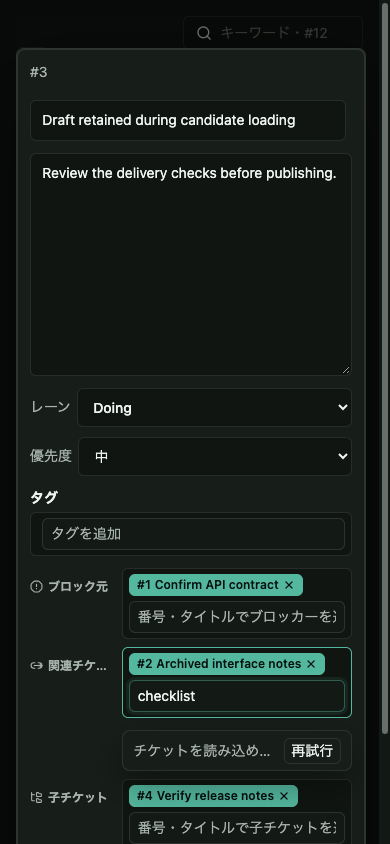 キーワード・#12
#3
Draft retained during candidate loading
Review the delivery checks before publishing.
レーン Doing
優先度 中
タグ
タグを追加
ブロック元 #1 Confirm API contract ×
番号・タイトルでブロッカーを
関連チケ... #2 Archived interface notes ×
checklist
チケットを読み込め... 再試行
子チケット #4 Verify release notes ×
番号・タイトルで子チケットを